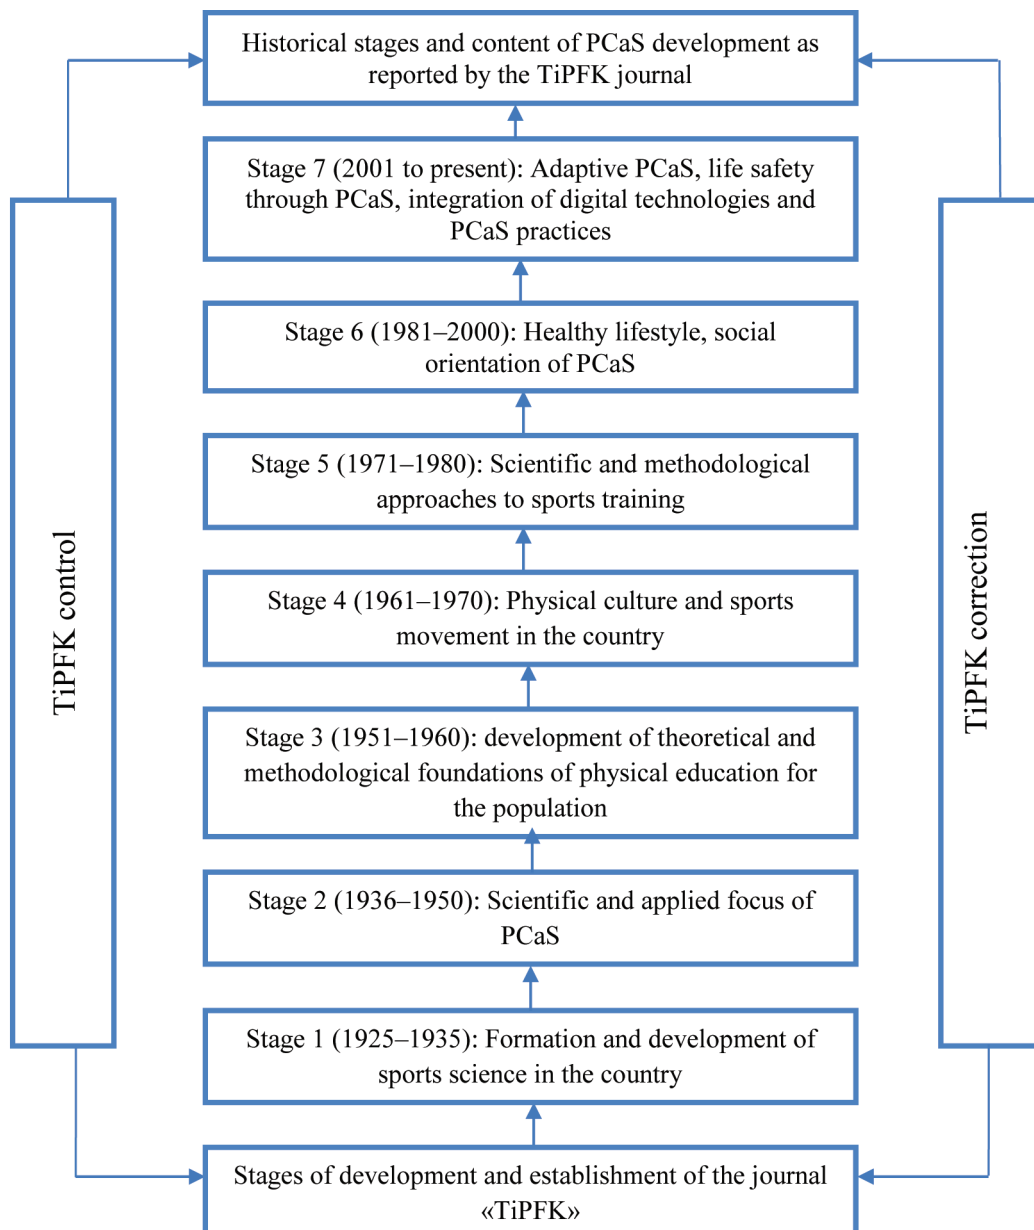 Historical stages and content of PCaS development as
reported by the TiPFK journal
Stage 7 (2001 to present): Adaptive PCaS, life safety
through PCaS, integration of digital technologies and
PCaS practices
Stage 6 (1981–2000): Healthy lifestyle, social
orientation of PCaS
Stage 5 (1971–1980): Scientific and methodological
approaches to sports training
Stage 4 (1961–1970): Physical culture and sports
movement in the country
Stage 3 (1951–1960): development of theoretical and
methodological foundations of physical education for
the population
Stage 2 (1936–1950): Scientific and applied focus of
PCaS
Stage 1 (1925–1935): Formation and development of
sports science in the country
Stages of development and establishment of the journal
«TiPFK»
TiPFK control
TiPFK correction